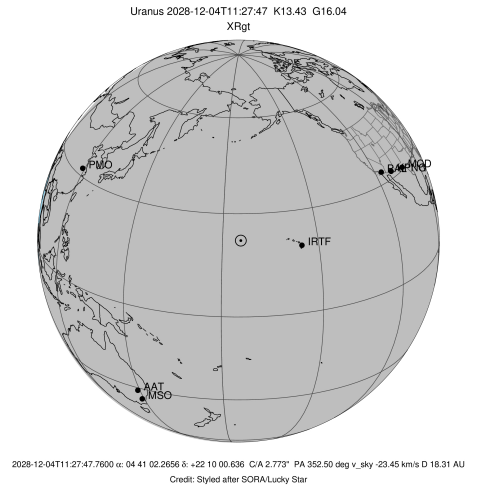 Uranus 2028-12-04T11:27:47 K13.43 G16.04
XRgt
PMO
MCD
IRTF
AAT
MSO
2028-12-04T11:27:47.7600 α: 04 41 02.2656 δ: +22 10 00.636 C/A 2.773" PA 352.50 deg v_sky -23.45 km/s D 18.31 AU
Credit: Styled after SORA/Lucky Star